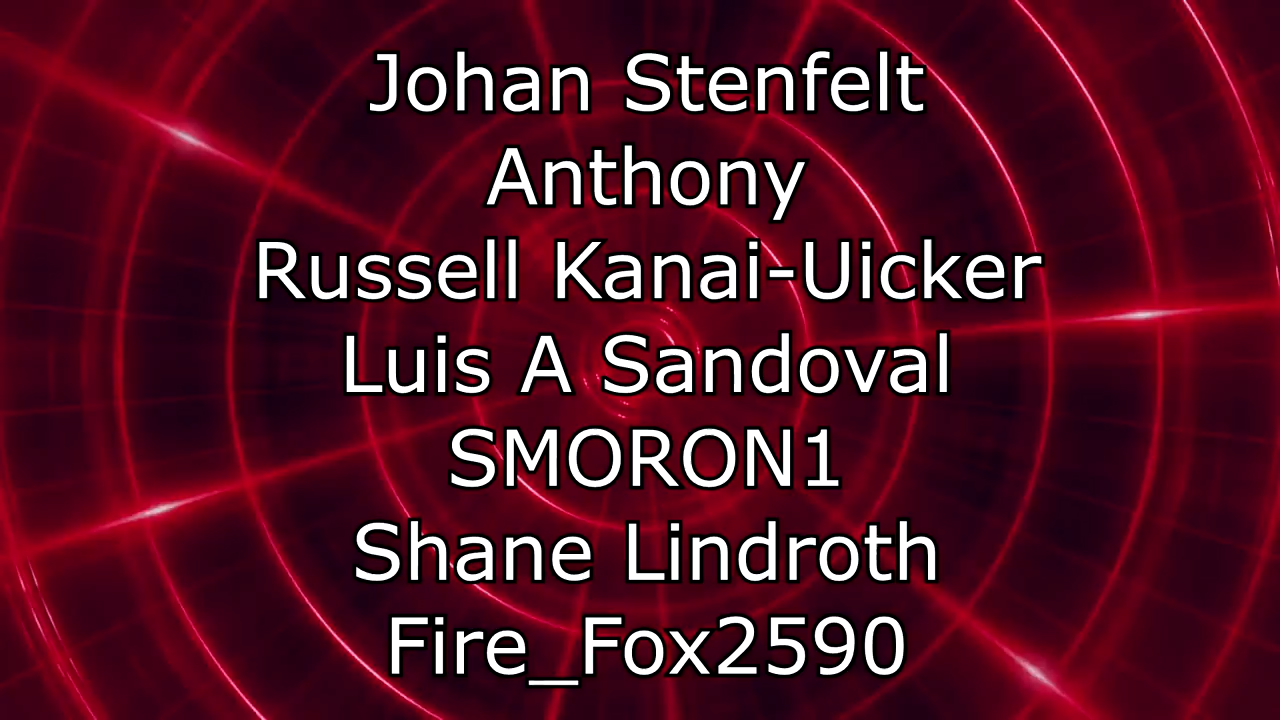 Johan Stenfelt
Anthony
Russell Kanai-Uicker
Luis A Sandoval
SMORON1
Shane Lindroth
Fire_Fox2590